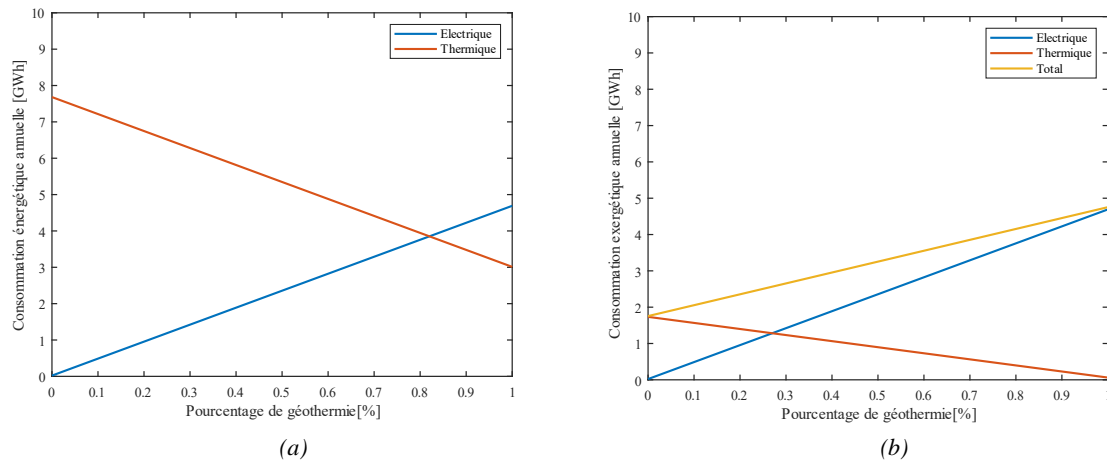 Electrique
Thermique
Consommation énergétique annuelle [GWh]
10
9
8
7
6
5
4
3
2
1
0
0 0.1 0.2 0.3 0.4 0.5 0.6 0.7 0.8 0.9 1
Pourcentage de géothermie[%]
(a)
Electrique
Thermique
Total
Consommation exergétique annuelle [GWh]
10
9
8
7
6
5
4
3
2
1
0
0 0.1 0.2 0.3 0.4 0.5 0.6 0.7 0.8 0.9 1
Pourcentage de géothermie[%]
(b)